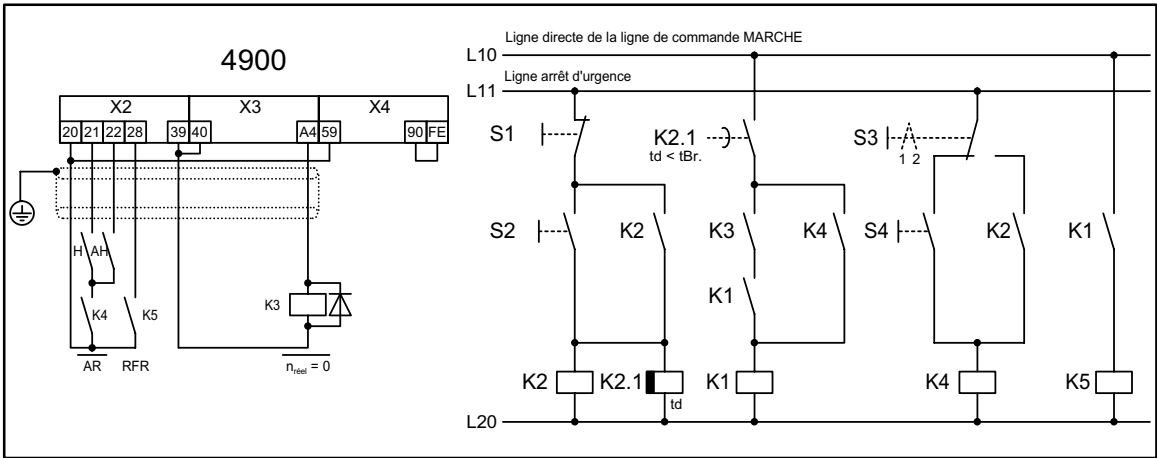 4900
X2 X3 X4
20 21 22 28 39 40 A4 59 90 FE
H AH
K4 K5 K3
AR RFR n réel = 0
Ligne directe de la ligne de commande MARCHE
L10
Ligne arrêt d'urgence
L11
S1 K2.1 S3
td < tBr. 1 2
S2 K2 K3 K4 S4 K2 K1
K1
K2 K2.1 K1 K4 K5
td
L20